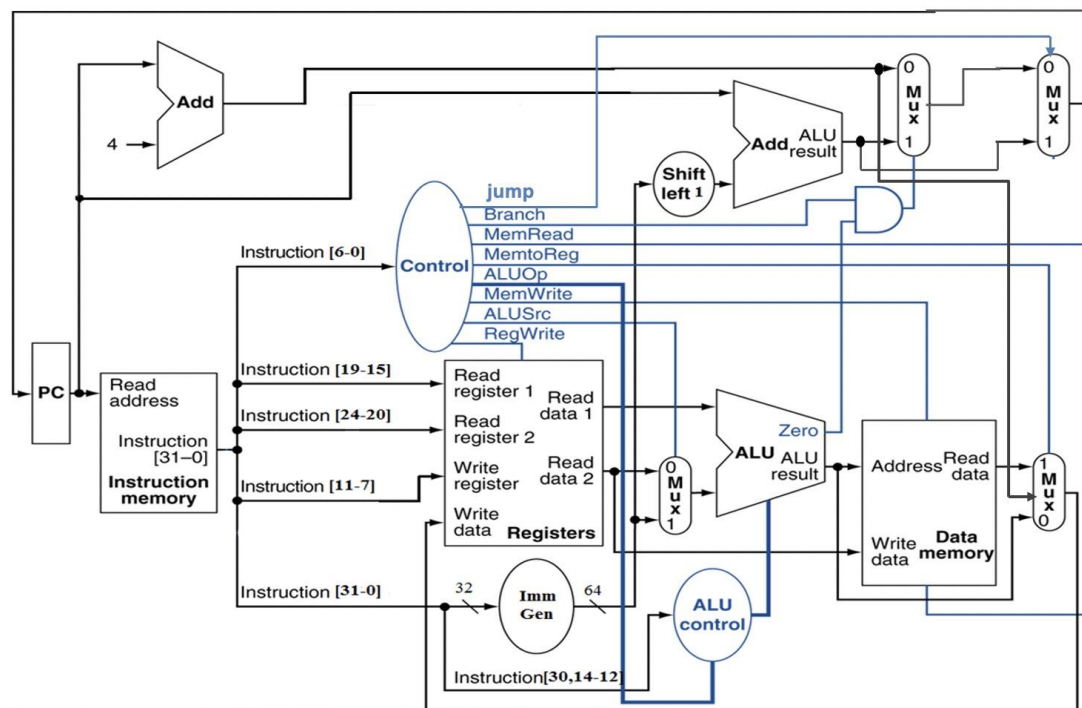 Add
4
Add
ALU
result
0
Mux
1
0
Mux
1
Shift
left 1
jump
Branch
MemRead
MemtoReg
ALUOp
MemWrite
ALUSrc
RegWrite
Control
Instruction [6-0]
Instruction [19-15]
Instruction [24-20]
Instruction [11-7]
Instruction [31-0]
PC
Read
address
Instruction
[31–0]
Instruction
memory
Read
register 1
Read
register 2
Write
register
Write
data
Read
data 1
Read
data 2
Registers
0
Mux
1
Zero
ALU
ALU
result
Address
Read
data
Write
data
Data
memory
1
Mux
0
32
Imm
Gen
64
ALU
control
Instruction[30,14-12]